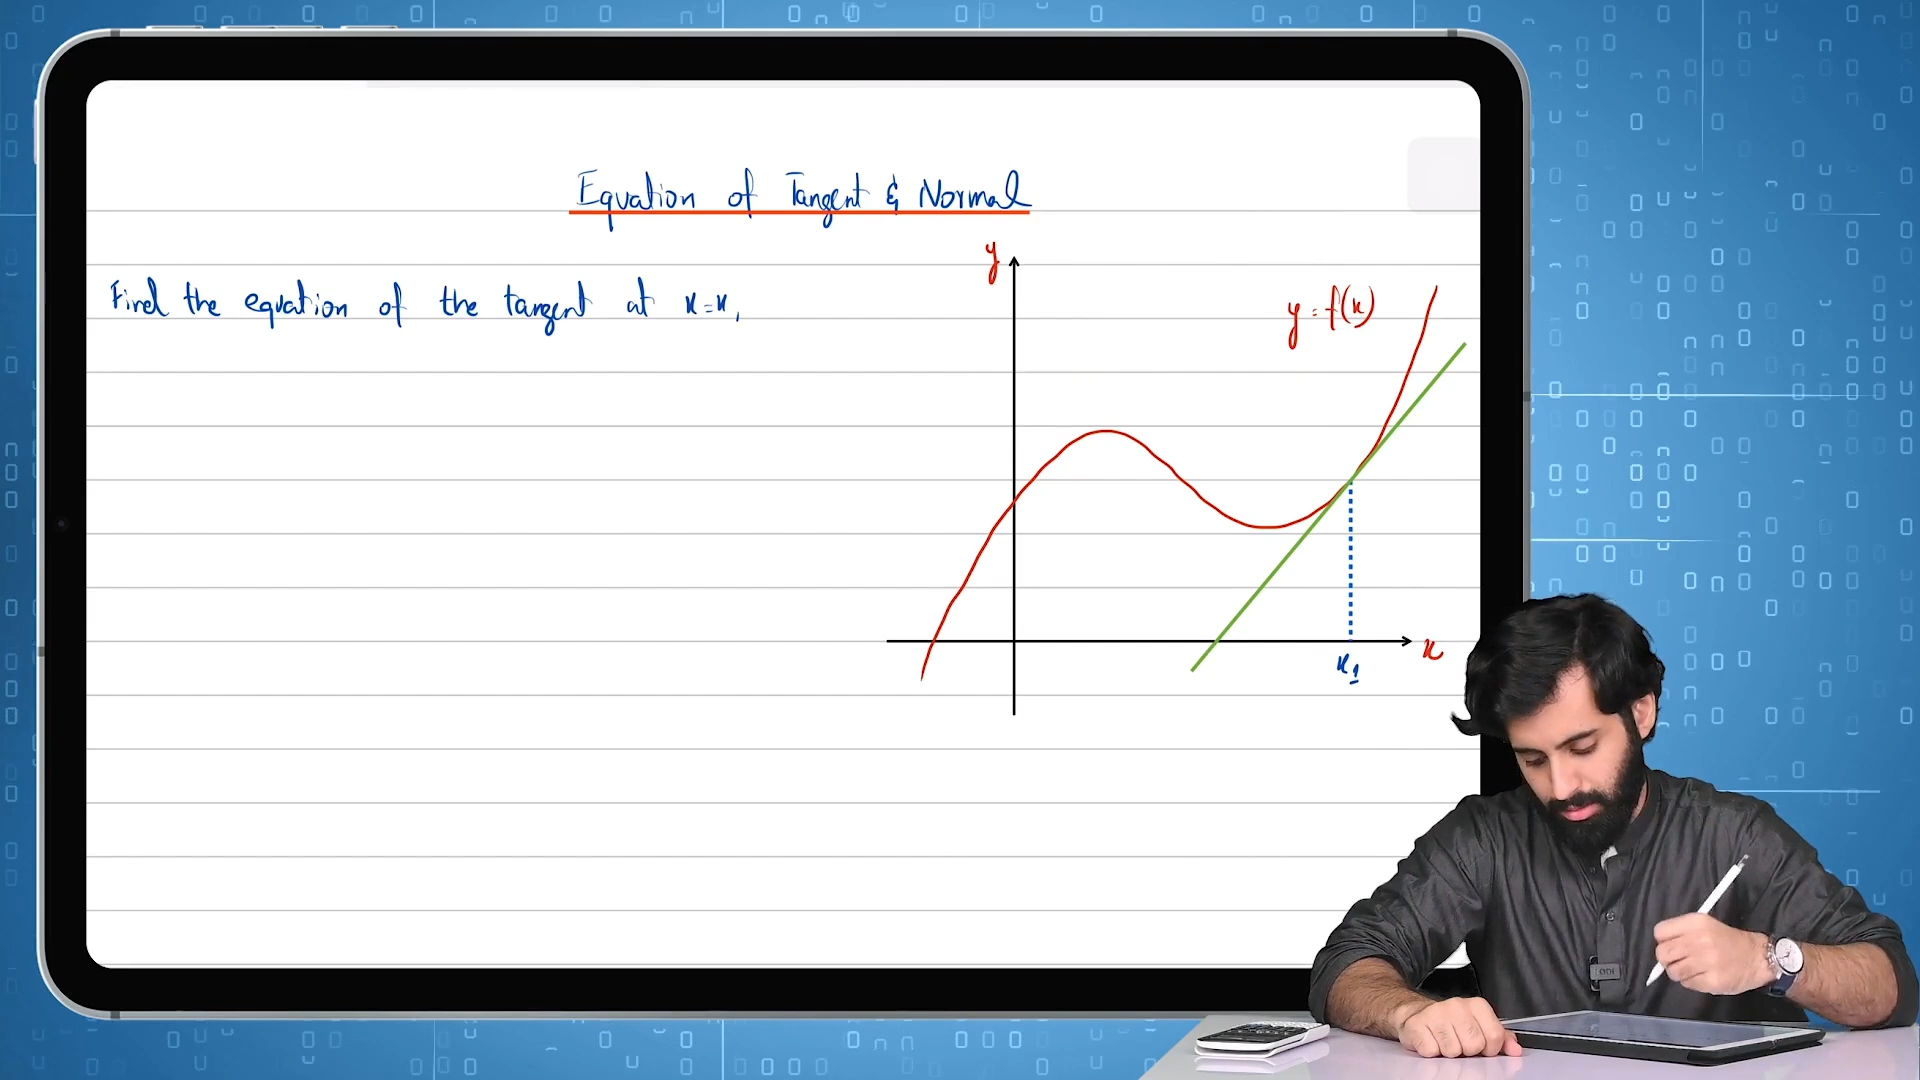 Equation of Tangent & Normal
Find the equation of the tangent at x=x₁
y
y = f(x)
x
x₁